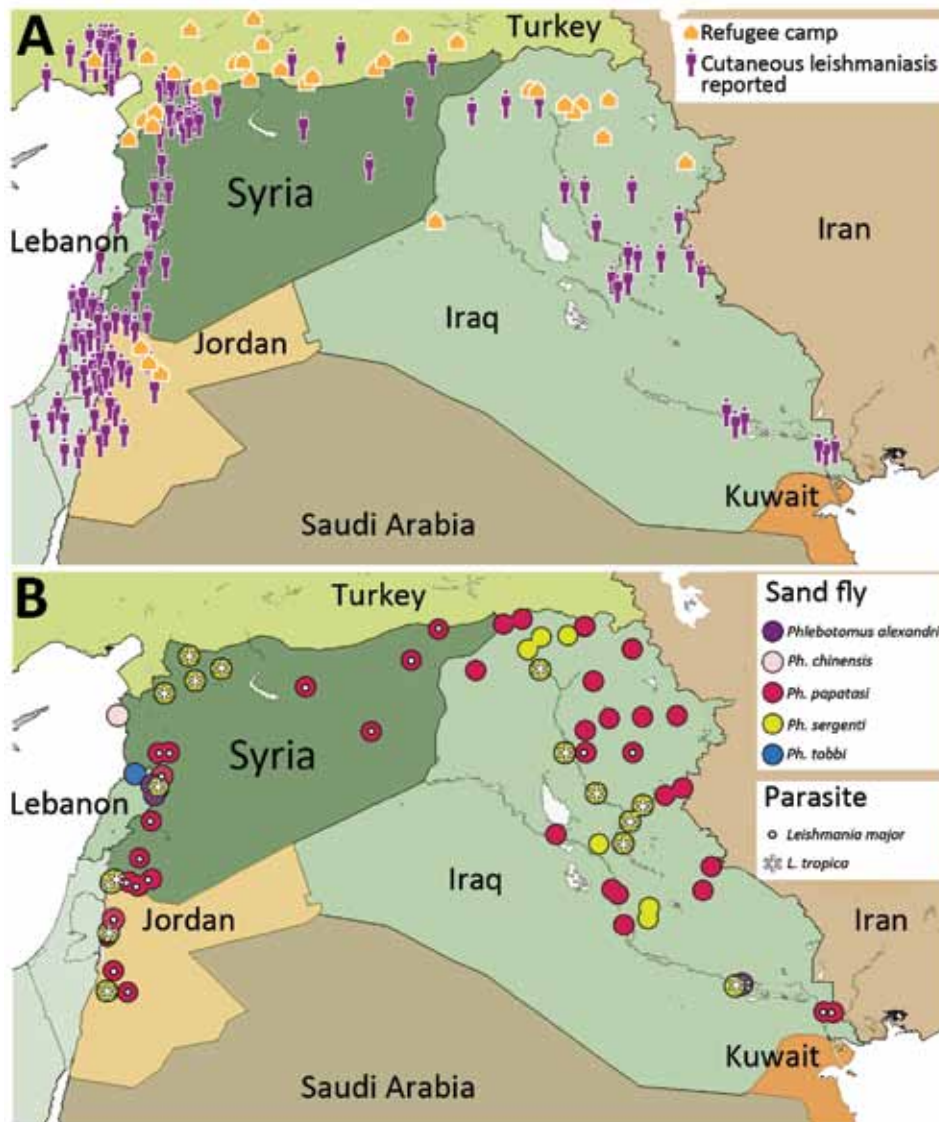 A
Turkey
Refugee camp
Cutaneous leishmaniasis
reported
Syria
Lebanon
Iran
Iraq
Jordan
Kuwait
Saudi Arabia
B
Turkey
Sand fly
Phlebotomus alexandri
Ph. chinensis
Ph. papatasi
Ph. sergenti
Ph. tobbi
Syria
Lebanon
Parasite
Leishmania major
L. tropica
Iraq
Jordan
Iran
Kuwait
Saudi Arabia